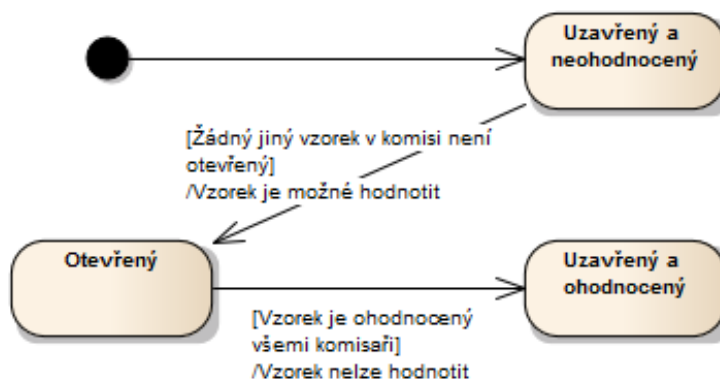 Uzavřený a
neohodnocený
[Žádný jiný vzorek v komisi není
otevřený]
/Vzorek je možné hodnotit
Otevřený
Uzavřený a
ohodnocený
[Vzorek je ohodnocený
všemi komisaři]
/Vzorek nelze hodnotit